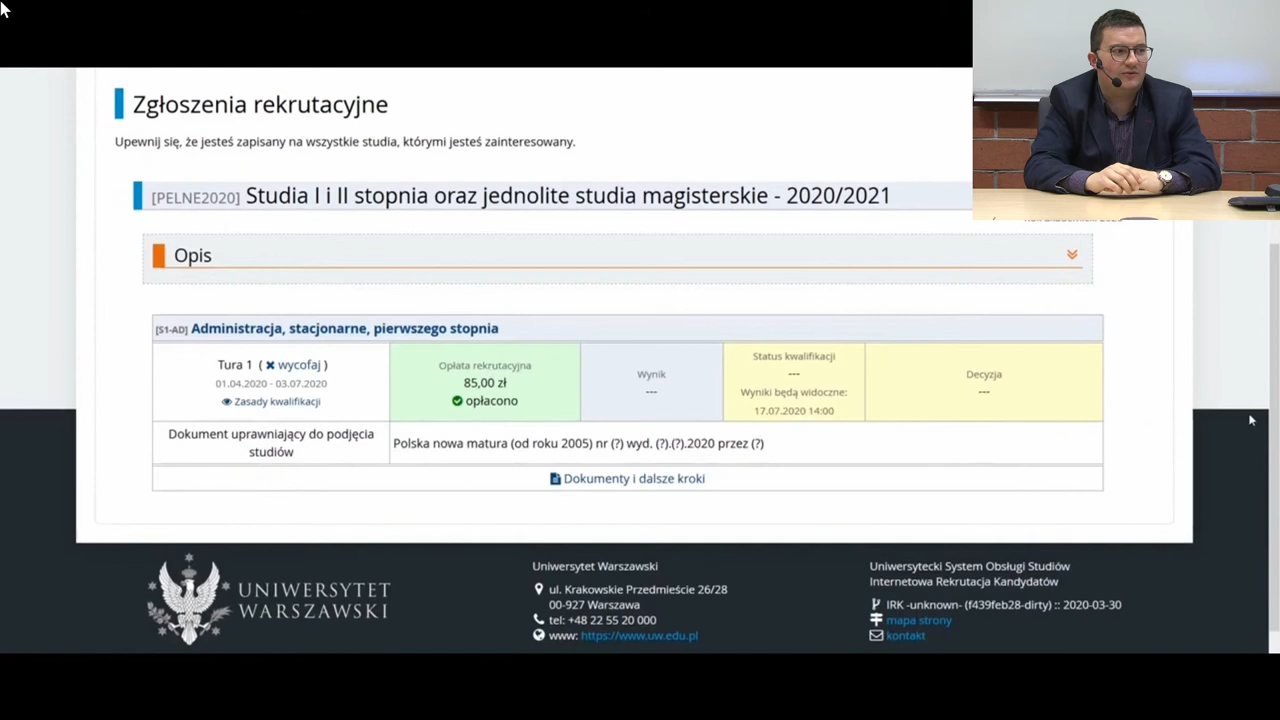 Zgłoszenia rekrutacyjne
Upewnij się, że jesteś zapisany na wszystkie studia, którymi jesteś zainteresowany.
[PELNE2020] Studia I i II stopnia oraz jednolite studia magisterskie - 2020/2021
Opis
[S1-AD] Administracja, stacjonarne, pierwszego stopnia
Tura 1 ( wycofaj )
01.04.2020 - 03.07.2020
Zasady kwalifikacji
Opłata rekrutacyjna
85,00 zł
opłacono
Wynik
---
Status kwalifikacji
---
Wyniki będą widoczne:
17.07.2020 14:00
Decyzja
---
Dokument uprawniający do podjęcia
studiów
Polska nowa matura (od roku 2005) nr (?) wyd. (?).(?).2020 przez (?)
Dokumenty i dalsze kroki
UNIWERSYTET
WARSZAWSKI
Uniwersytet Warszawski
ul. Krakowskie Przedmieście 26/28
00-927 Warszawa
tel: +48 22 55 20 000
www: https://www.uw.edu.pl
Uniwersytecki System Obsługi Studiów
Internetowa Rekrutacja Kandydatów
IRK -unknown- (f439feb28-dirty) :: 2020-03-30
mapa strony
kontakt